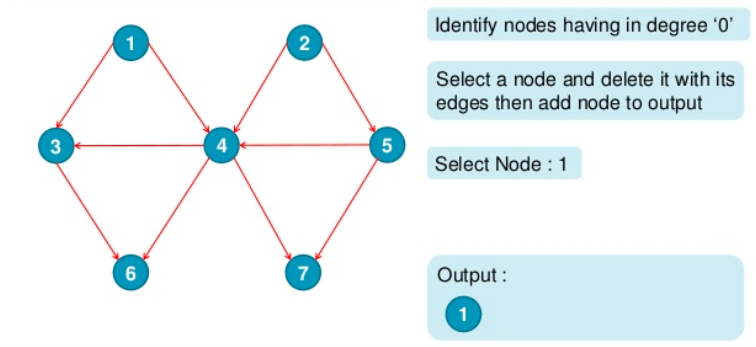 1
2
3
4
5
6
7
Identify nodes having in degree ‘0’
Select a node and delete it with its
edges then add node to output
Select Node : 1
Output :
1